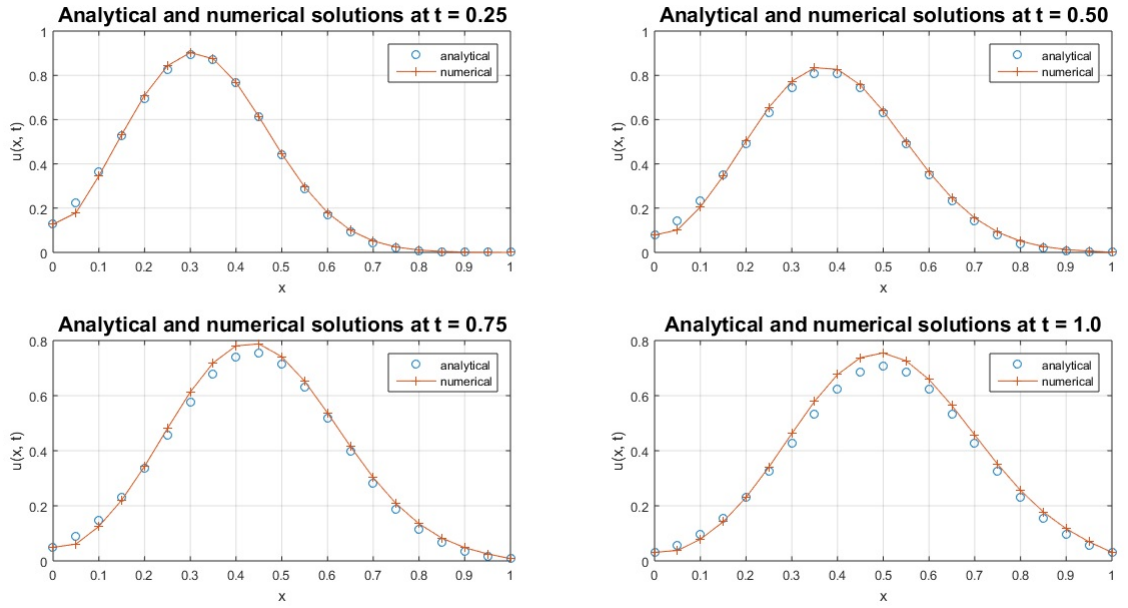 Analytical and numerical solutions at t = 0.25
1
0.8
0.6
0.4
0.2
0
u(x, t)
analytical
numerical
0 0.1 0.2 0.3 0.4 0.5 0.6 0.7 0.8 0.9 1
x
Analytical and numerical solutions at t = 0.50
1
0.8
0.6
0.4
0.2
0
u(x, t)
analytical
numerical
0 0.1 0.2 0.3 0.4 0.5 0.6 0.7 0.8 0.9 1
x
Analytical and numerical solutions at t = 0.75
0.8
0.6
0.4
0.2
0
u(x, t)
analytical
numerical
0 0.1 0.2 0.3 0.4 0.5 0.6 0.7 0.8 0.9 1
x
Analytical and numerical solutions at t = 1.0
0.8
0.6
0.4
0.2
0
u(x, t)
analytical
numerical
0 0.1 0.2 0.3 0.4 0.5 0.6 0.7 0.8 0.9 1
x